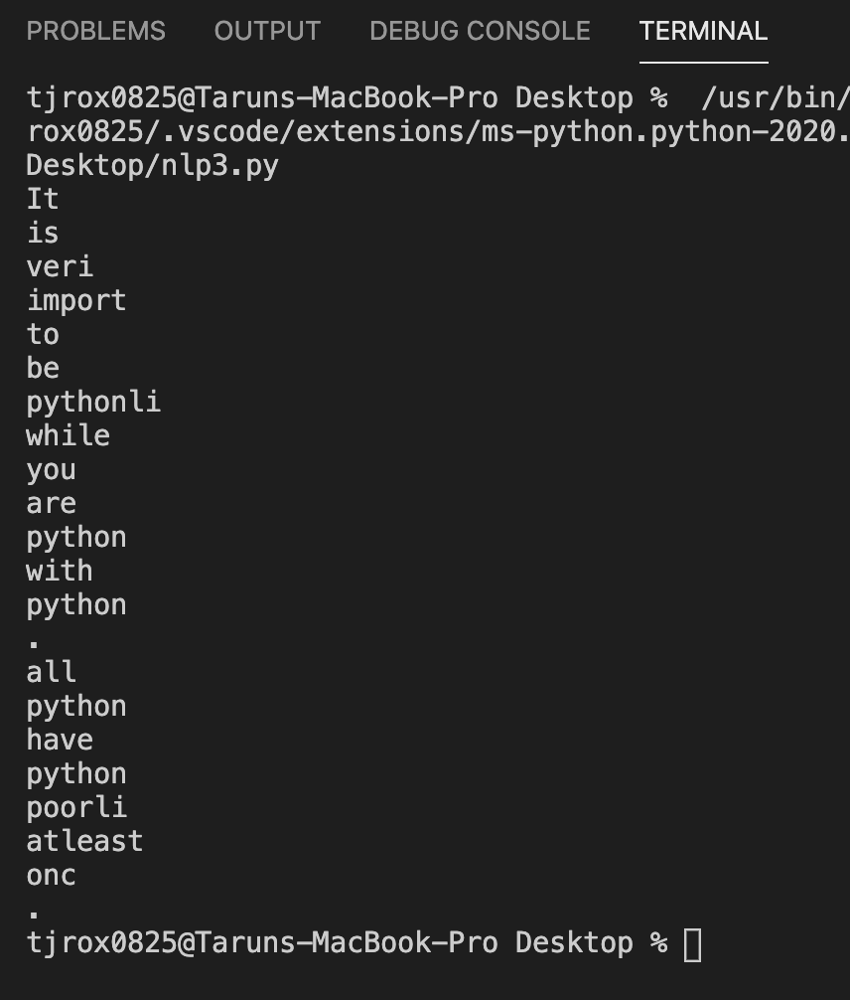 PROBLEMS OUTPUT DEBUG CONSOLE TERMINAL
tjrox0825@Taruns-MacBook-Pro Desktop % /usr/bin/
rox0825/.vscode/extensions/ms-python.python-2020.
Desktop/nlp3.py
It
is
veri
import
to
be
pythonli
while
you
are
python
with
python
.
all
python
have
python
poorli
atleast
onc
.
tjrox0825@Taruns-MacBook-Pro Desktop %